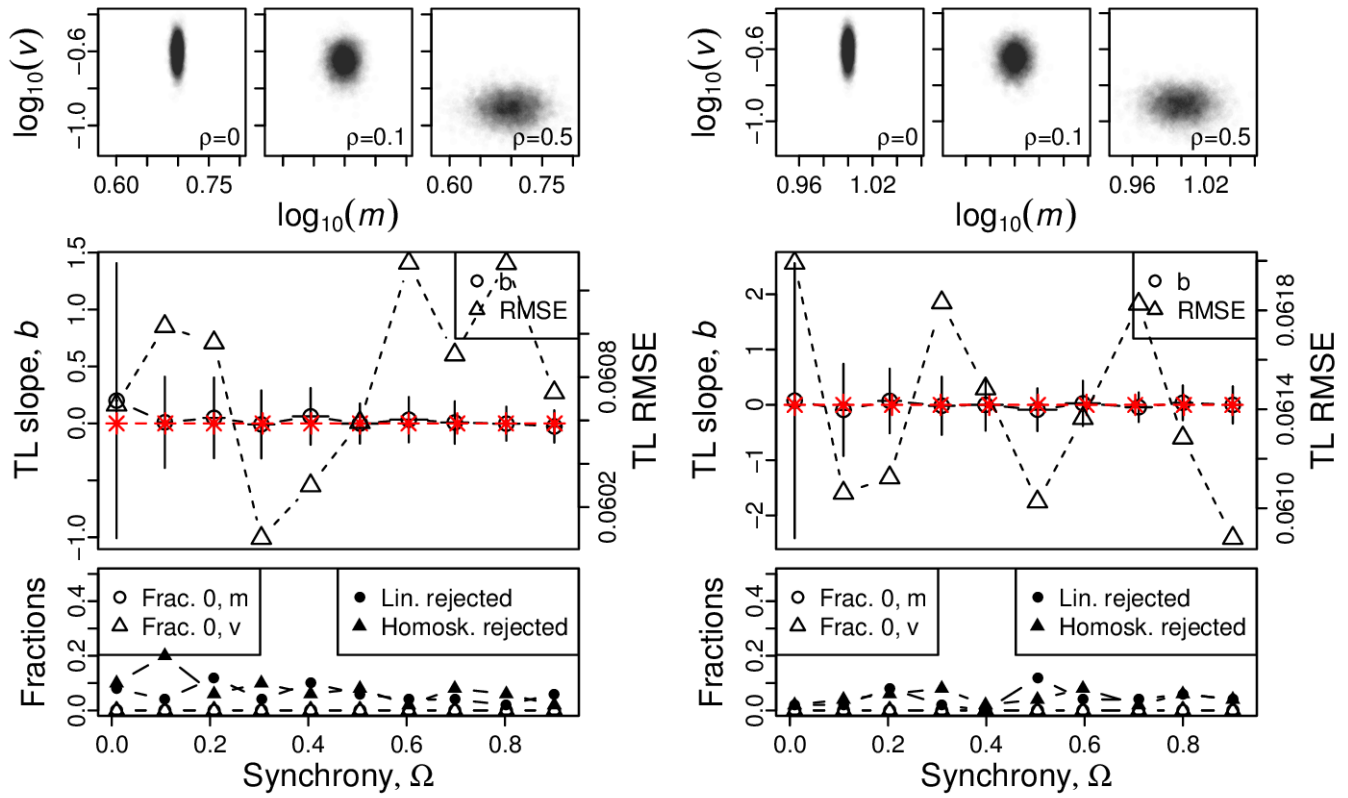 log10(v)
−1.0 −0.6
ρ=0
ρ=0.1
ρ=0.5
0.60 0.75 0.60 0.75
log10(m)
log10(v)
−1.0 −0.6
ρ=0
ρ=0.1
ρ=0.5
0.96 1.02 0.96 1.02
log10(m)
TL slope, b
−1.0 0.0 0.5 1.0 1.5
b
RMSE
0.0602 0.0608
TL RMSE
TL slope, b
−2 −1 0 1 2
b
RMSE
0.0610 0.0614 0.0618
TL RMSE
Fractions
0.0 0.2 0.4
Frac. 0, m
Frac. 0, v
Lin. rejected
Homosk. rejected
0.0 0.2 0.4 0.6 0.8
Synchrony, Ω
Fractions
0.0 0.2 0.4
Frac. 0, m
Frac. 0, v
Lin. rejected
Homosk. rejected
0.0 0.2 0.4 0.6 0.8
Synchrony, Ω